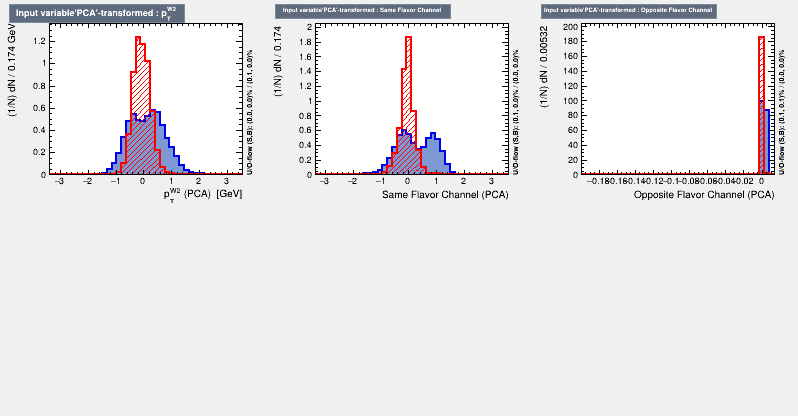 Input variable'PCA'-transformed : p_T^W2
(1/N) dN / 0.174 GeV
1.2
1
0.8
0.6
0.4
0.2
0
−3 −2 −1 0 1 2 3
p_T^W2 (PCA) [GeV]
U/O-flow (S,B): (0.0, 0.0)% / (0.1, 0.0)%
Input variable'PCA'-transformed : Same Flavor Channel
(1/N) dN / 0.174
2
1.8
1.6
1.4
1.2
1
0.8
0.6
0.4
0.2
0
−3 −2 −1 0 1 2 3
Same Flavor Channel (PCA)
U/O-flow (S,B): (0.1, 0.0)% / (0.0, 0.0)%
Input variable'PCA'-transformed : Opposite Flavor Channel
(1/N) dN / 0.00532
200
180
160
140
120
100
80
60
40
20
0
−0.18−0.16−0.14−0.12−0.1−0.08−0.06−0.04−0.02 0
Opposite Flavor Channel (PCA)
U/O-flow (S,B): (0.1, 0.1)% / (0.0, 0.0)%